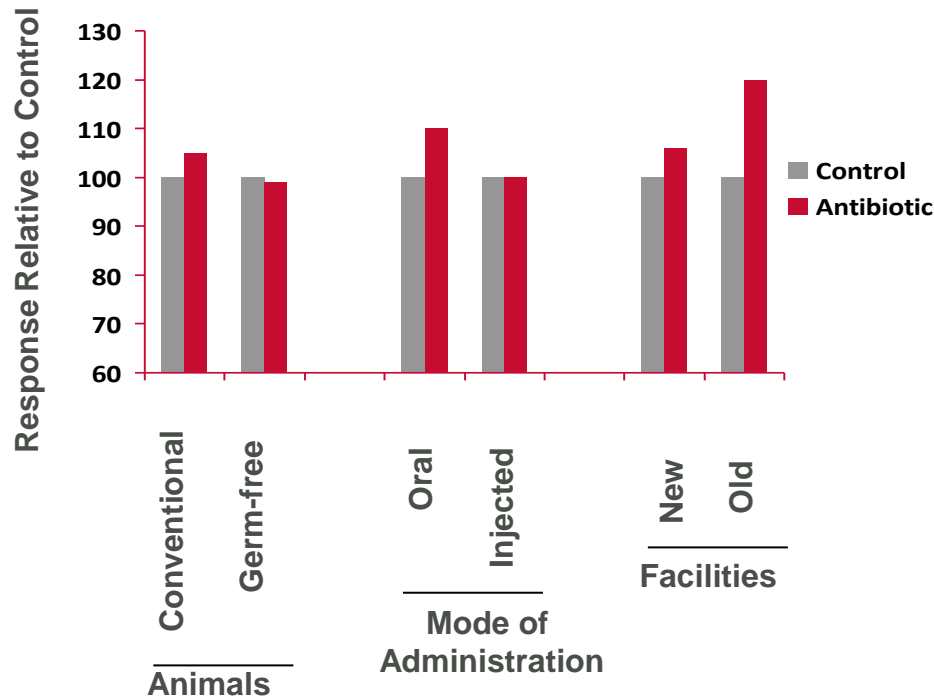 Response Relative to Control
130
120
110
100
90
80
70
60
Control
Antibiotic
Conventional
Germ-free
Oral
Injected
New
Old
Animals
Mode of
Administration
Facilities